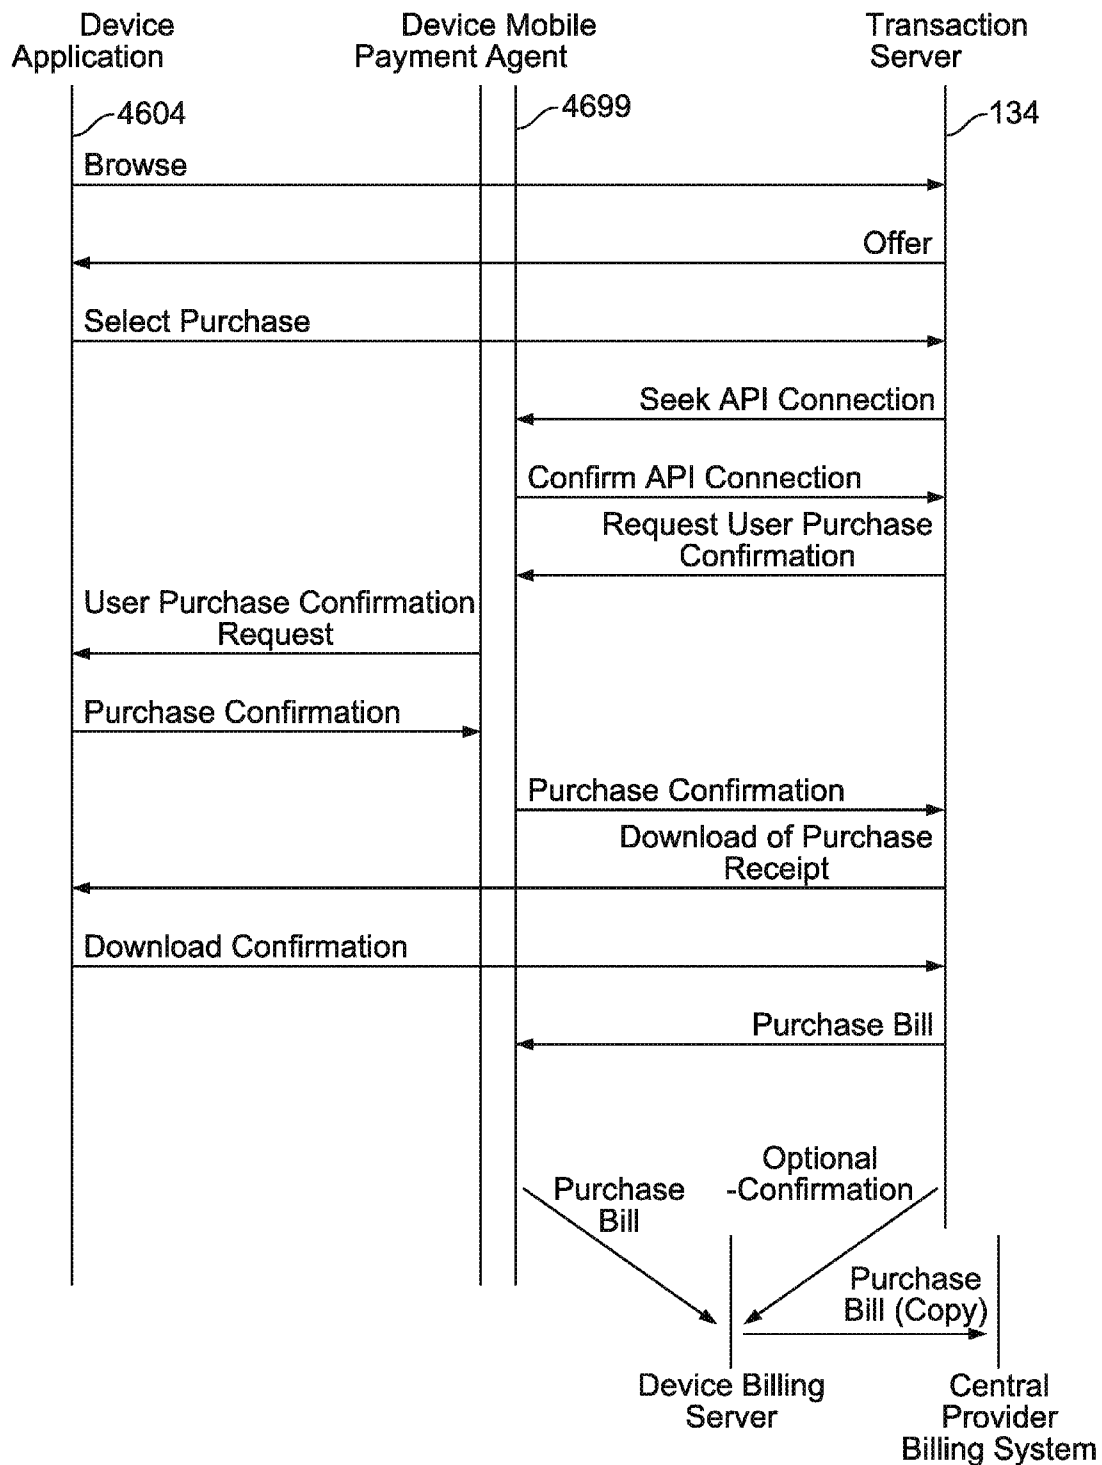 Device
Application
Device Mobile
Payment Agent
Transaction
Server
4604
4699
134
Browse
Offer
Select Purchase
Seek API Connection
Confirm API Connection
Request User Purchase
Confirmation
User Purchase Confirmation
Request
Purchase Confirmation
Purchase Confirmation
Download of Purchase
Receipt
Download Confirmation
Purchase Bill
Purchase
Bill
Optional
-Confirmation
Purchase
Bill (Copy)
Device Billing
Server
Central
Provider
Billing System